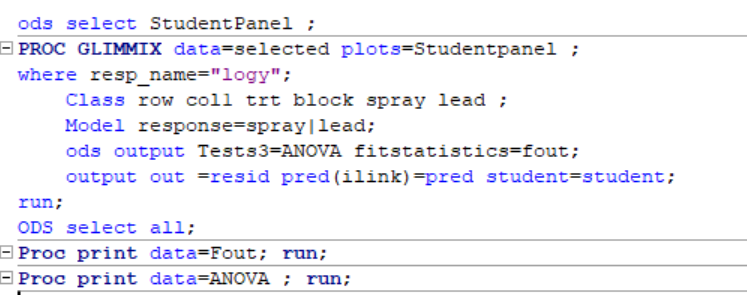 ods select StudentPanel ;
PROC GLIMMIX data=selected plots=Studentpanel ;
where resp_name="logy";
Class row coll trt block spray lead ;
Model response=spray|lead;
ods output Tests3=ANOVA fitstatistics=fout;
output out =resid pred(ilink)=pred student=student;
run;
ODS select all;
Proc print data=Fout; run;
Proc print data=ANOVA ; run;